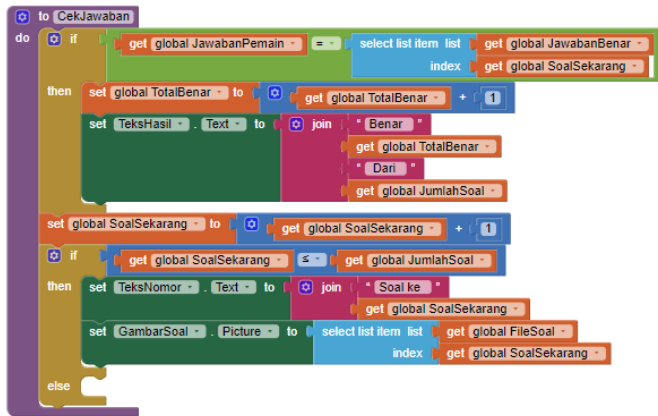 to CekJawaban
do if get global JawabanPemain = select list item list get global JawabanBenar
index get global SoalSekarang
then set global TotalBenar to get global TotalBenar + 1
set TeksHasil . Text to join " Benar "
get global TotalBenar
" Dari "
get global JumlahSoal
set global SoalSekarang to get global SoalSekarang + 1
if get global SoalSekarang ≤ get global JumlahSoal
then set TeksNomor . Text to join " Soal ke "
get global SoalSekarang
set GambarSoal . Picture to select list item list get global FileSoal
index get global SoalSekarang
else